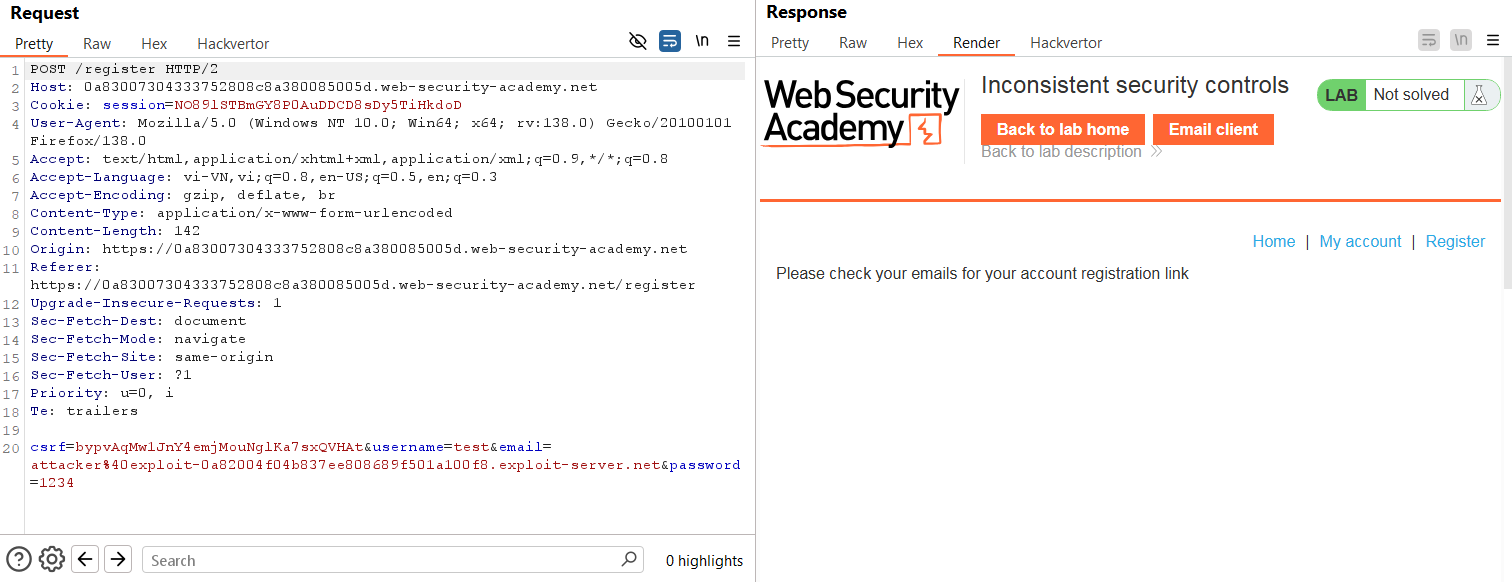 Request
Pretty Raw Hex Hackvertor
\n
1 POST /register HTTP/2
2 Host: 0a83007304333752808c8a380085005d.web-security-academy.net
3 Cookie: session=NO89lSTBmGY8P0AuDDCD8sDy5TiHkdoD
4 User-Agent: Mozilla/5.0 (Windows NT 10.0; Win64; x64; rv:138.0) Gecko/20100101
Firefox/138.0
5 Accept: text/html,application/xhtml+xml,application/xml;q=0.9,*/*;q=0.8
6 Accept-Language: vi-VN,vi;q=0.8,en-US;q=0.5,en;q=0.3
7 Accept-Encoding: gzip, deflate, br
8 Content-Type: application/x-www-form-urlencoded
9 Content-Length: 142
10 Origin: https://0a83007304333752808c8a380085005d.web-security-academy.net
11 Referer:
https://0a83007304333752808c8a380085005d.web-security-academy.net/register
12 Upgrade-Insecure-Requests: 1
13 Sec-Fetch-Dest: document
14 Sec-Fetch-Mode: navigate
15 Sec-Fetch-Site: same-origin
16 Sec-Fetch-User: ?1
17 Priority: u=0, i
18 Te: trailers
19
20 csrf=bypvAqMw1JnY4emjMouNglKa7sxQVHAt&username=test&email=
attacker%40exploit-0a82004f04b837ee808689f501a100f8.exploit-server.net&password
=1234
Search
0 highlights
Response
Pretty Raw Hex Render Hackvertor
\n
Web Security
Academy
Inconsistent security controls
Back to lab home
Email client
Back to lab description
LAB Not solved
Home | My account | Register
Please check your emails for your account registration link